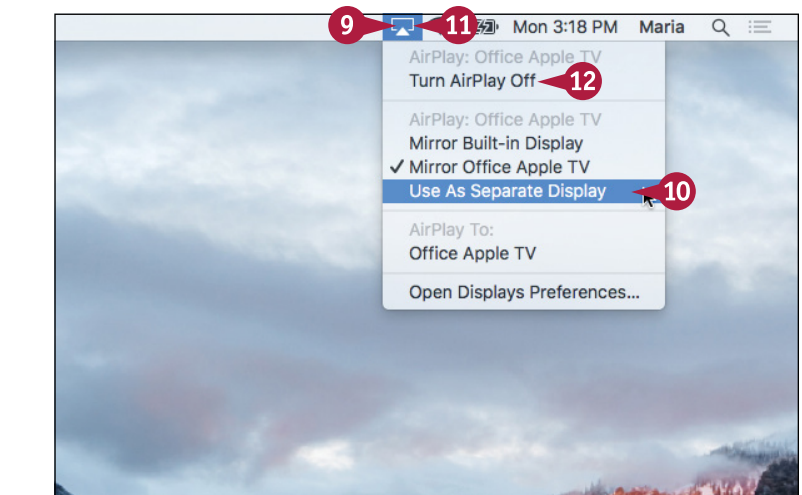 9 11 Mon 3:18 PM Maria
AirPlay: Office Apple TV
Turn AirPlay Off 12
AirPlay: Office Apple TV
Mirror Built-in Display
✓ Mirror Office Apple TV
Use As Separate Display 10
AirPlay To:
Office Apple TV
Open Displays Preferences...